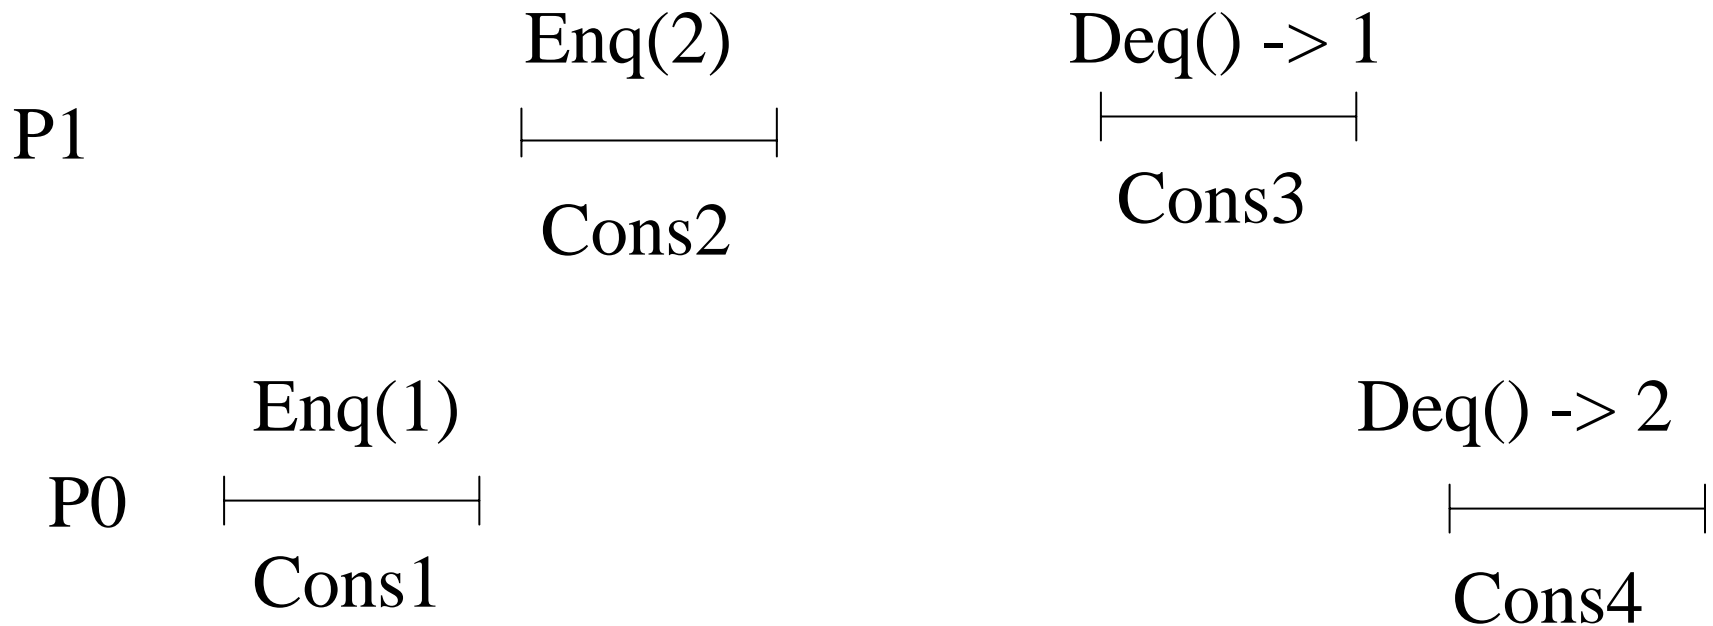 Enq(2) Deq() -> 1
P1
Cons2 Cons3
Enq(1) Deq() -> 2
P0
Cons1 Cons4